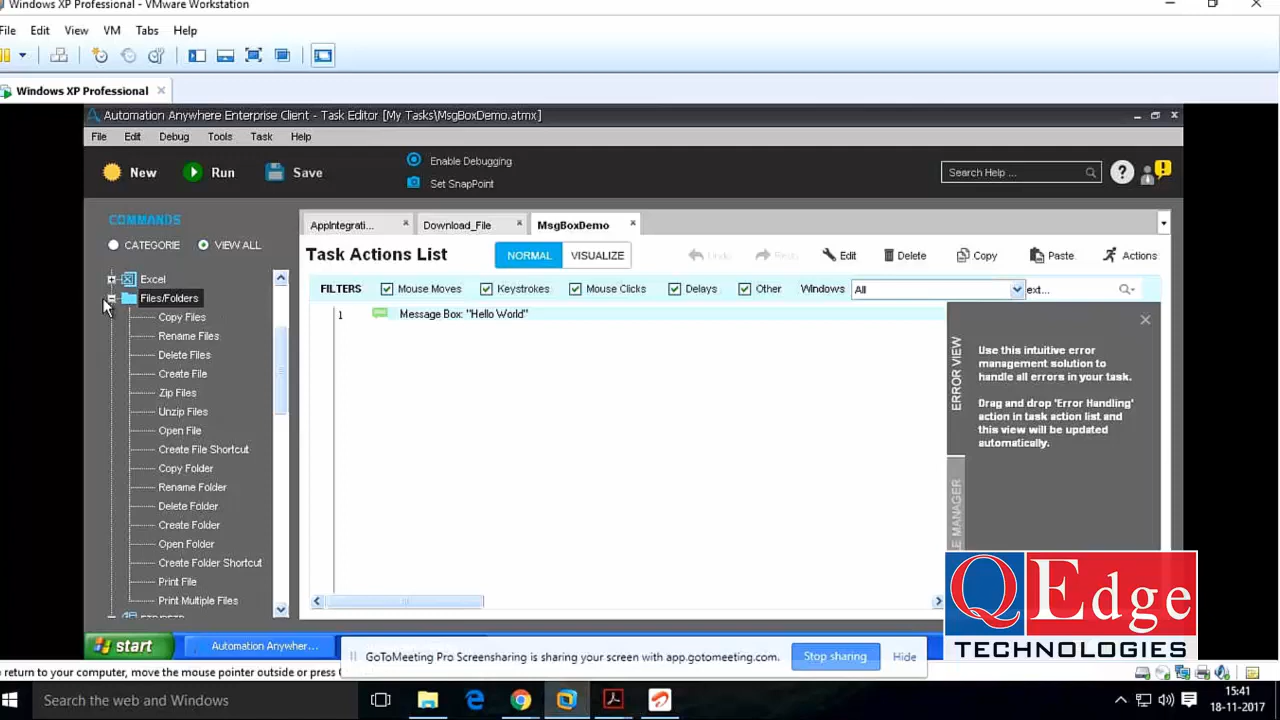 Windows XP Professional - VMware Workstation
File Edit View VM Tabs Help
Windows XP Professional
Automation Anywhere Enterprise Client - Task Editor [My Tasks\MsgBoxDemo.atmx]
File Edit Debug Tools Task Help
New Run Save
Enable Debugging
Set SnapPoint
Search Help ...
COMMANDS
CATEGORIE VIEW ALL
Excel
Files/Folders
Copy Files
Rename Files
Delete Files
Create File
Zip Files
Unzip Files
Open File
Create File Shortcut
Copy Folder
Rename Folder
Delete Folder
Create Folder
Open Folder
Create Folder Shortcut
Print File
Print Multiple Files
AppIntegrati... Download_File MsgBoxDemo
Task Actions List NORMAL VISUALIZE Undo Edit Delete Copy Paste Actions
FILTERS Mouse Moves Keystrokes Mouse Clicks Delays Other Windows All ext...
1 Message Box: "Hello World"
ERROR VIEW
Use this intuitive error
management solution to
handle all errors in your task.
Drag and drop 'Error Handling'
action in task action list and
this view will be updated
automatically.
LE MANAGER
QEdge
TECHNOLOGIES
start Automation Anywher...
GoToMeeting Pro Screensharing is sharing your screen with app.gotomeeting.com. Stop sharing Hide
return to your computer, move the mouse pointer outside or press
Search the web and Windows
15:41
18-11-2017